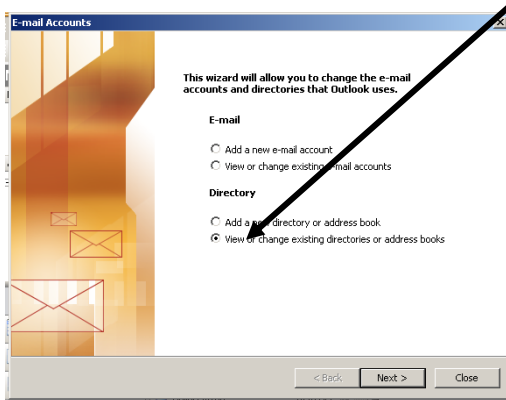 E-mail Accounts
This wizard will allow you to change the e-mail
accounts and directories that Outlook uses.
E-mail
Add a new e-mail account
View or change existing e-mail accounts
Directory
Add a new directory or address book
View or change existing directories or address books
< Back
Next >
Close